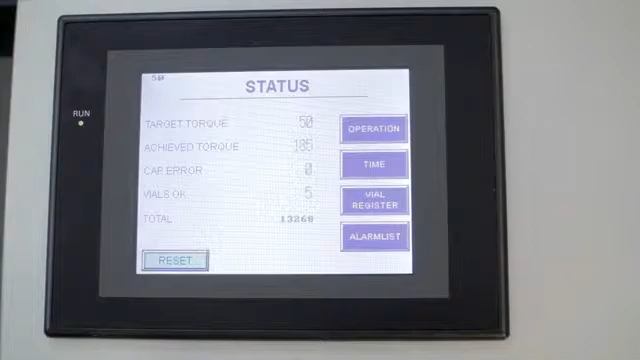 50
STATUS
RUN
TARGET TORQUE 50
OPERATION
ACHIEVED TORQUE 185
TIME
CAP ERROR 0
VIALS OK 5
VIAL
REGISTER
TOTAL 13268
ALARMLIST
RESET